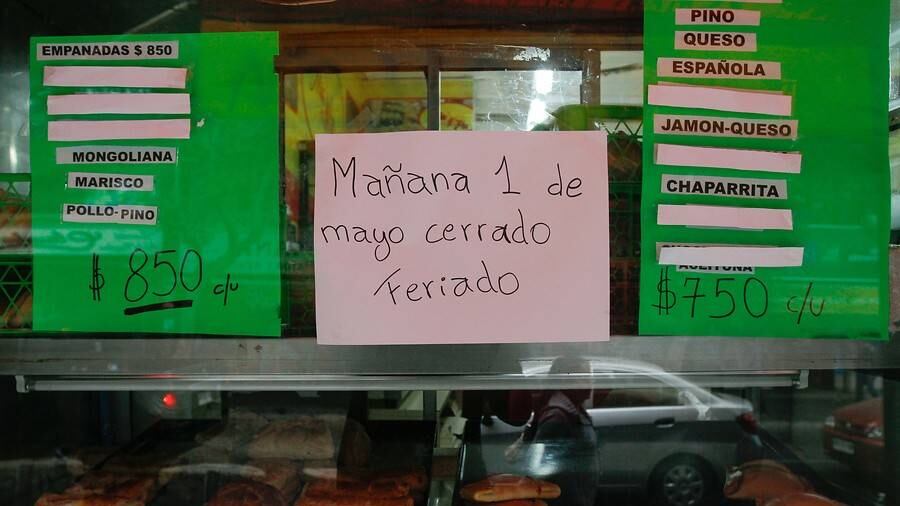 EMPANADAS $ 850
MONGOLIANA
MARISCO
POLLO-PINO
$ 850 c/u
Mañana 1 de
mayo cerrado
Feriado
PINO
QUESO
ESPAÑOLA
JAMON-QUESO
CHAPARRITA
$750 c/u